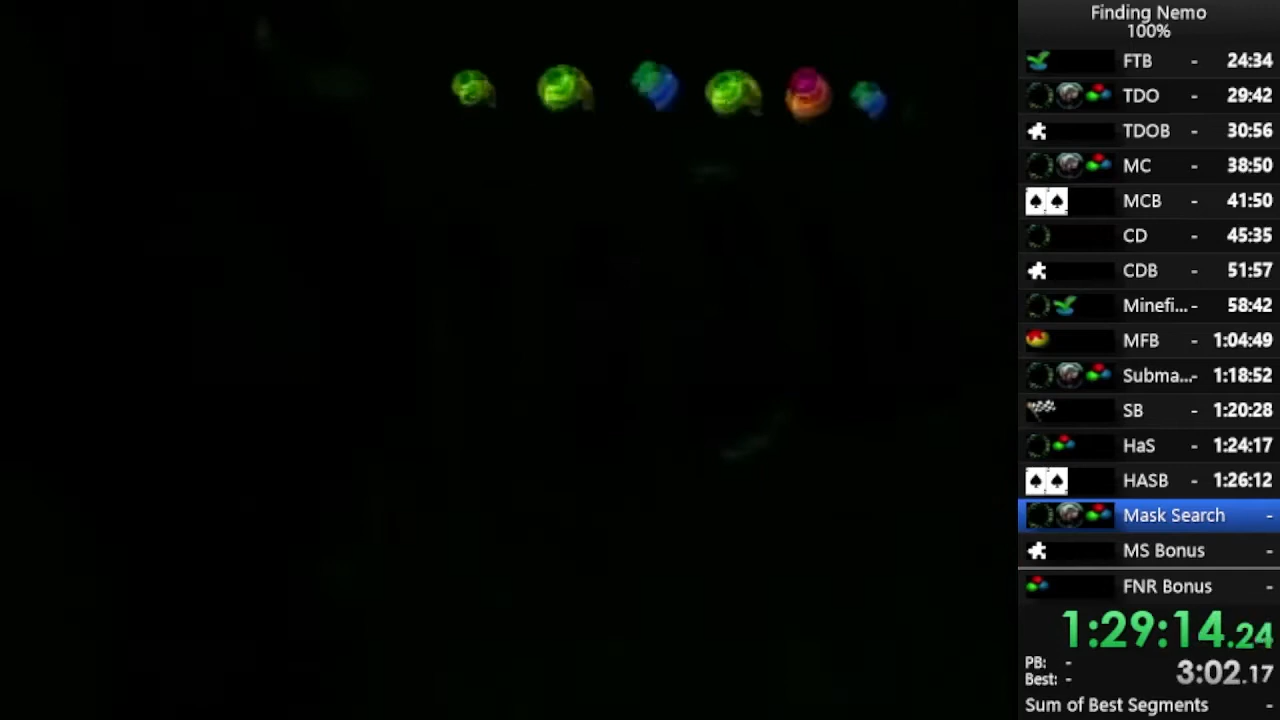 Finding Nemo
100%
FTB - 24:34
TDO - 29:42
TDOB - 30:56
MC - 38:50
MCB - 41:50
CD - 45:35
CDB - 51:57
Minefi... - 58:42
MFB - 1:04:49
Subma... - 1:18:52
SB - 1:20:28
HaS - 1:24:17
HASB - 1:26:12
Mask Search -
MS Bonus -
FNR Bonus -
1:29:14.24
PB: -
Best: - 3:02.17
Sum of Best Segments -